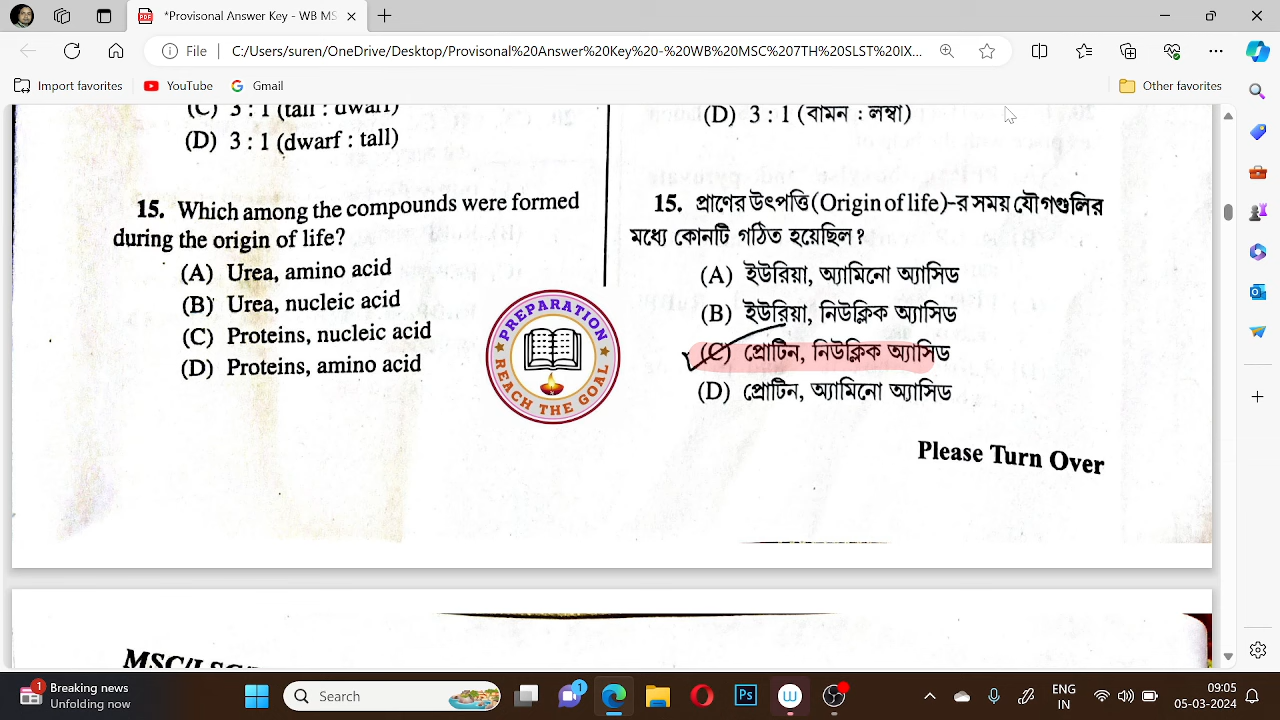 *Provisonal Answer Key - WB MS
File
C:/Users/suren/OneDrive/Desktop/Provisonal%20Answer%20Key%20-%20WB%20MSC%207TH%20SLST%20IX...
Import favorites
YouTube
Gmail
Other favorites
(C) 3 : 1 (tall : dwarf)
(D) 3 : 1 (dwarf : tall)
15. Which among the compounds were formed
during the origin of life?
(A) Urea, amino acid
(B) Urea, nucleic acid
(C) Proteins, nucleic acid
(D) Proteins, amino acid
PREPARATION
REACH THE GOAL
(D) 3 : 1 (বামন : লম্বা)
15. প্রাণের উৎপত্তি (Origin of life)-র সময় যৌগগুলির
মধ্যে কোনটি গঠিত হয়েছিল?
(A) ইউরিয়া, অ্যামিনো অ্যাসিড
(B) ইউরিয়া, নিউক্লিক অ্যাসিড
(C) প্রোটিন, নিউক্লিক অ্যাসিড
(D) প্রোটিন, অ্যামিনো অ্যাসিড
Please Turn Over
Breaking news
Unfolding now
Search
ENG
IN
09:05
05-03-2024